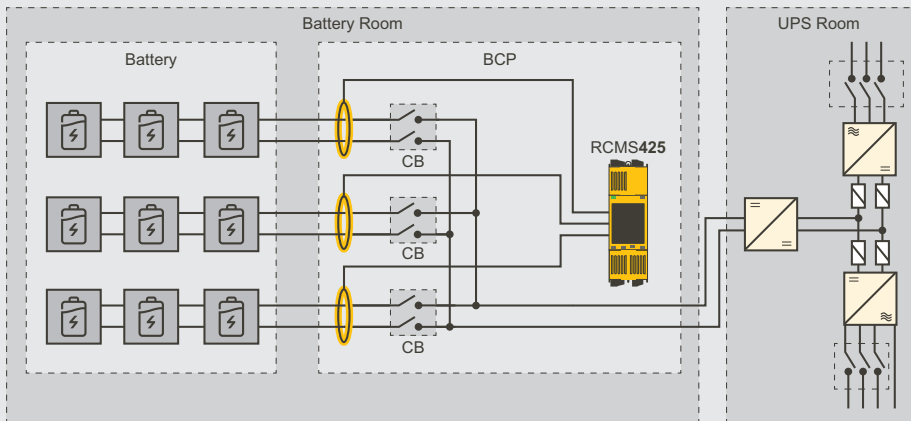 Battery Room
UPS Room
Battery
BCP
CB
RCMS425
CB
CB